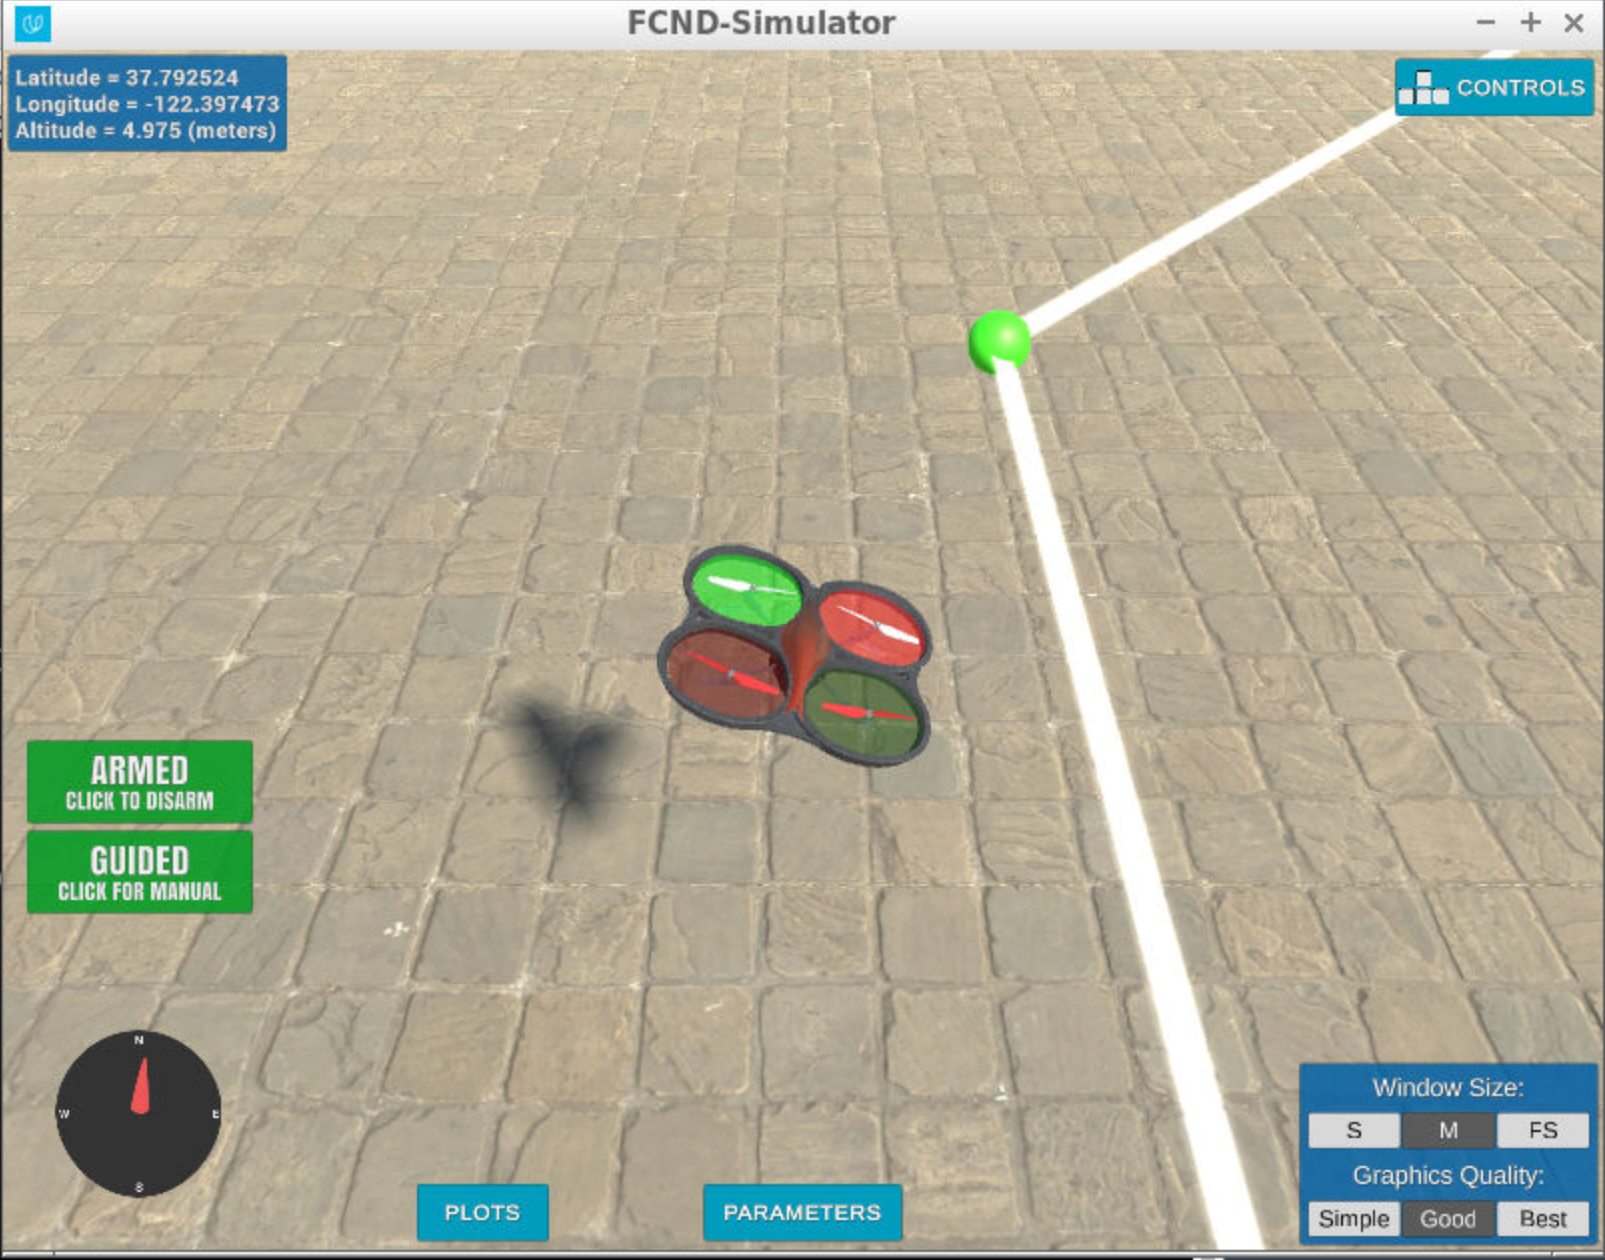 FCND-Simulator
Latitude = 37.792524
Longitude = -122.397473
Altitude = 4.975 (meters)
CONTROLS
ARMED
CLICK TO DISARM
GUIDED
CLICK FOR MANUAL
N
W
E
S
PLOTS
PARAMETERS
Window Size:
S M FS
Graphics Quality:
Simple Good Best